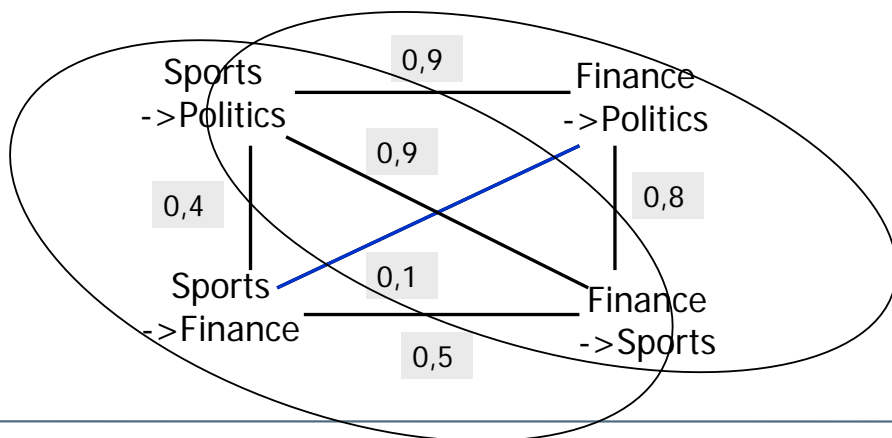 Sports
->Politics
0,9
Finance
->Politics
0,9
0,4
0,8
Sports
->Finance
0,1
Finance
->Sports
0,5